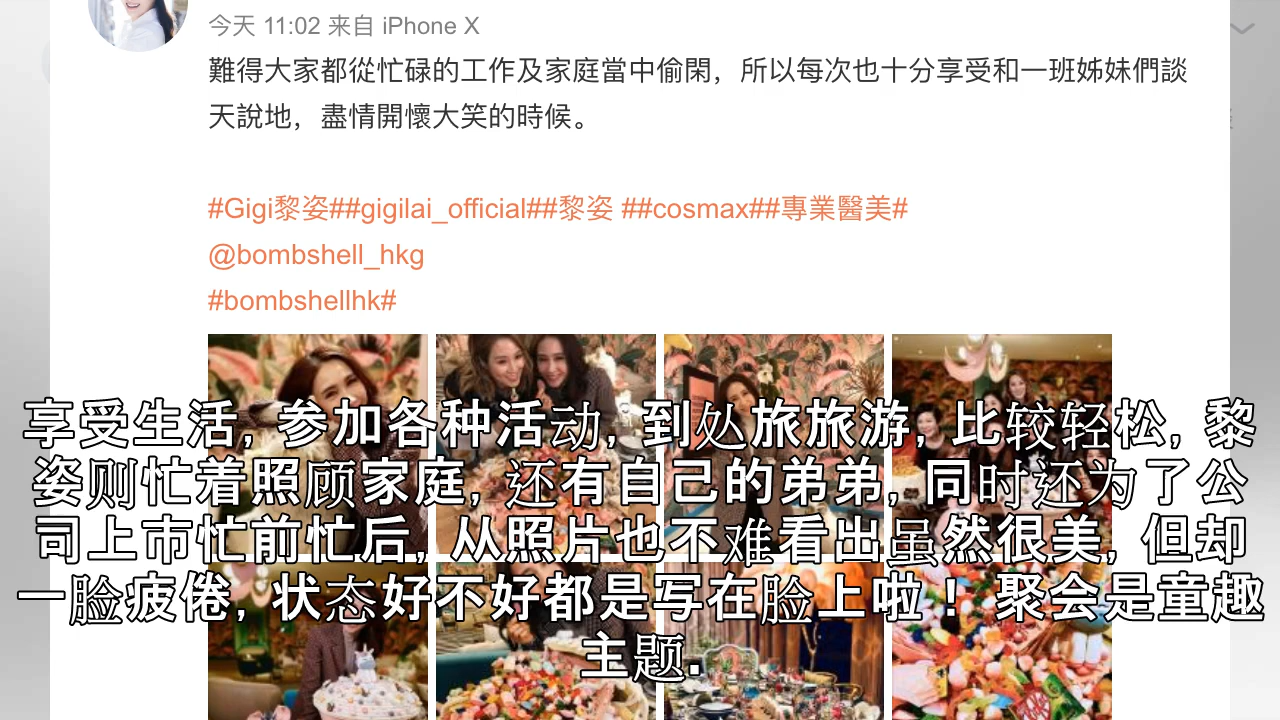 今天 11:02 来自 iPhone X
難得大家都從忙碌的工作及家庭當中偷閑，所以每次也十分享受和一班姊妹們談
天說地，盡情開懷大笑的時候。
#Gigi黎姿##gigilai_official##黎姿 ##cosmax##專業醫美#
@bombshell_hkg
#bombshellhk#
享受生活, 参加各种活动, 到处旅旅游, 比较轻松, 黎
姿则忙着照顾家庭, 还有自己的弟弟, 同时还为了公
司上市忙前忙后, 从照片也不难看出虽然很美, 但却
一脸疲倦, 状态好不好都是写在脸上啦！ 聚会是童趣
主题.